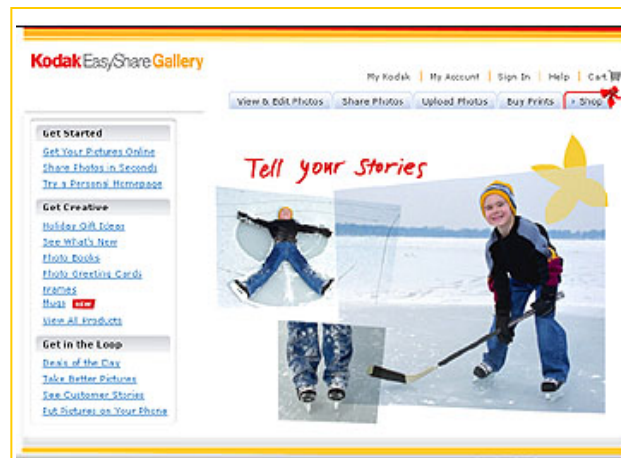 Kodak EasyShare Gallery
My Kodak | My Account | Sign In | Help | Cart
View & Edit Photos Share Photos Upload Photos Buy Prints Shop
Get Started
Get Your Pictures Online
Share Photos in Seconds
Try a Personal Homepage
Tell your Stories
Get Creative
Holiday Gift Ideas
See What's New
Photo Books
Photo Greeting Cards
Frames
Mugs NEW
View All Products
Get in the Loop
Deals of the Day
Take Better Pictures
See Customer Stories
Put Pictures on Your Phone